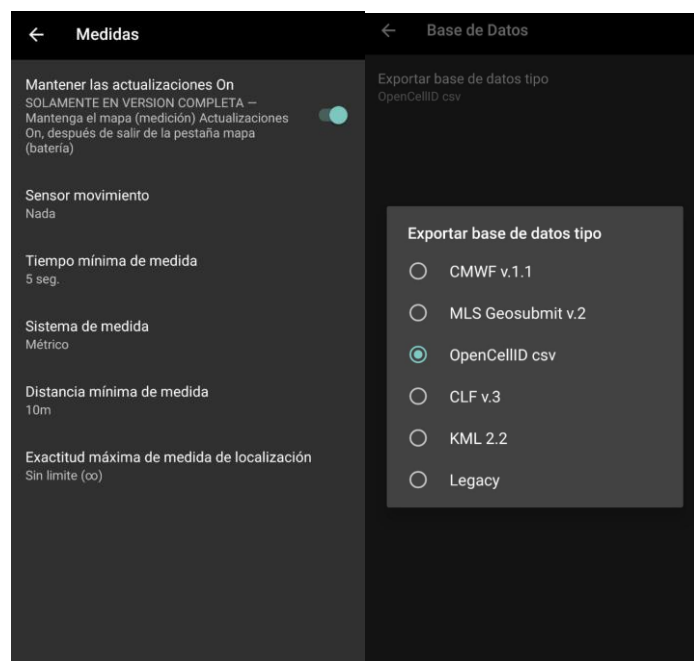 Medidas
Mantener las actualizaciones On
SOLAMENTE EN VERSION COMPLETA —
Mantenga el mapa (medición) Actualizaciones
On, después de salir de la pestaña mapa
(batería)
Sensor movimiento
Nada
Tiempo mínima de medida
5 seg.
Sistema de medida
Métrico
Distancia mínima de medida
10m
Exactitud máxima de medida de localización
Sin limite (∞)
Base de Datos
Exportar base de datos tipo
OpenCellID csv
Exportar base de datos tipo
CMWF v.1.1
MLS Geosubmit v.2
OpenCellID csv
CLF v.3
KML 2.2
Legacy